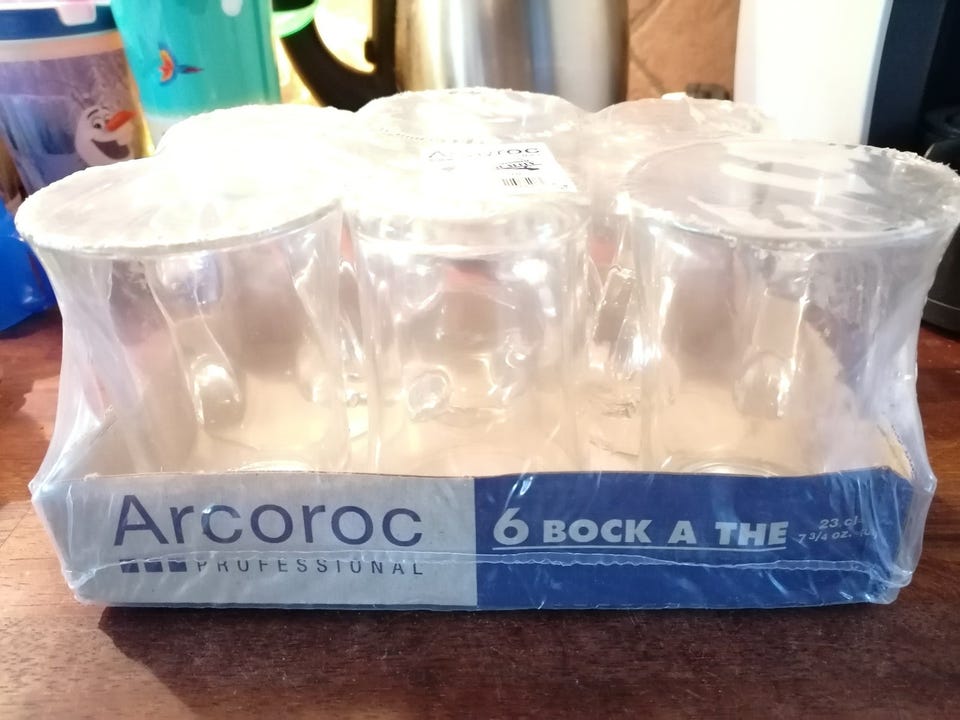 Arcoroc
Arcoroc
PROFESSIONAL
6 BOCK A THE
23 cl
7 3/4 oz.